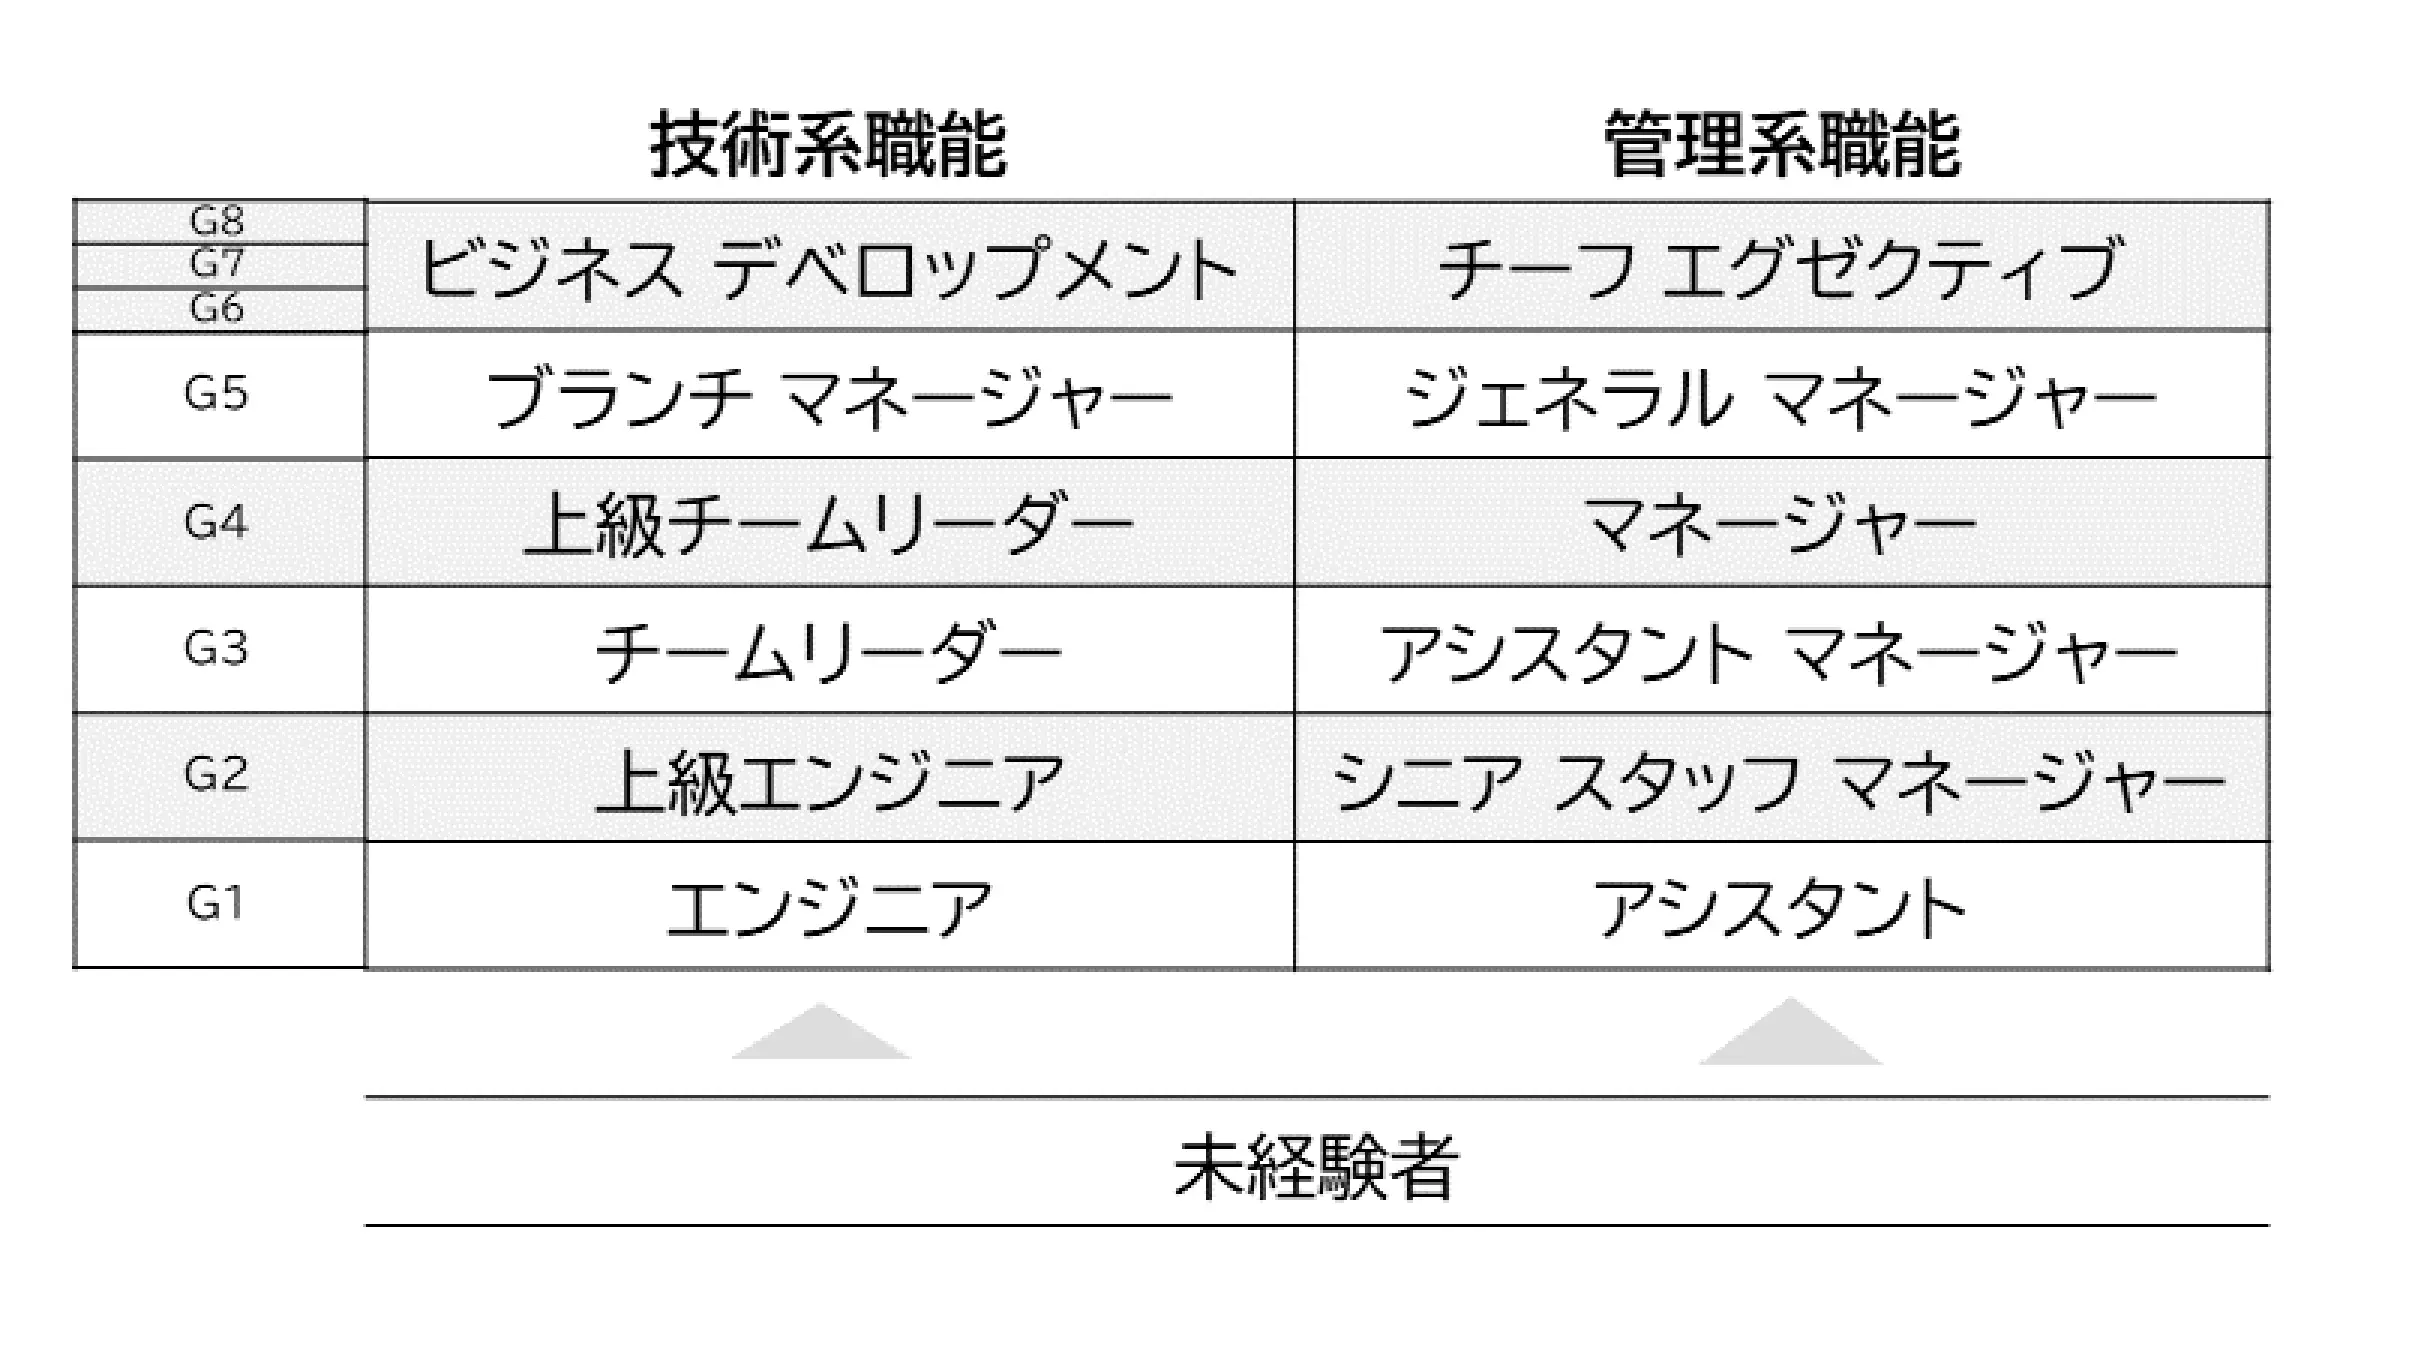 技術系職能 管理系職能
G8
G7 ビジネス デベロップメント チーフ エグゼクティブ
G6
G5 ブランチ マネージャー ジェネラル マネージャー
G4 上級チームリーダー マネージャー
G3 チームリーダー アシスタント マネージャー
G2 上級エンジニア シニア スタッフ マネージャー
G1 エンジニア アシスタント
未経験者